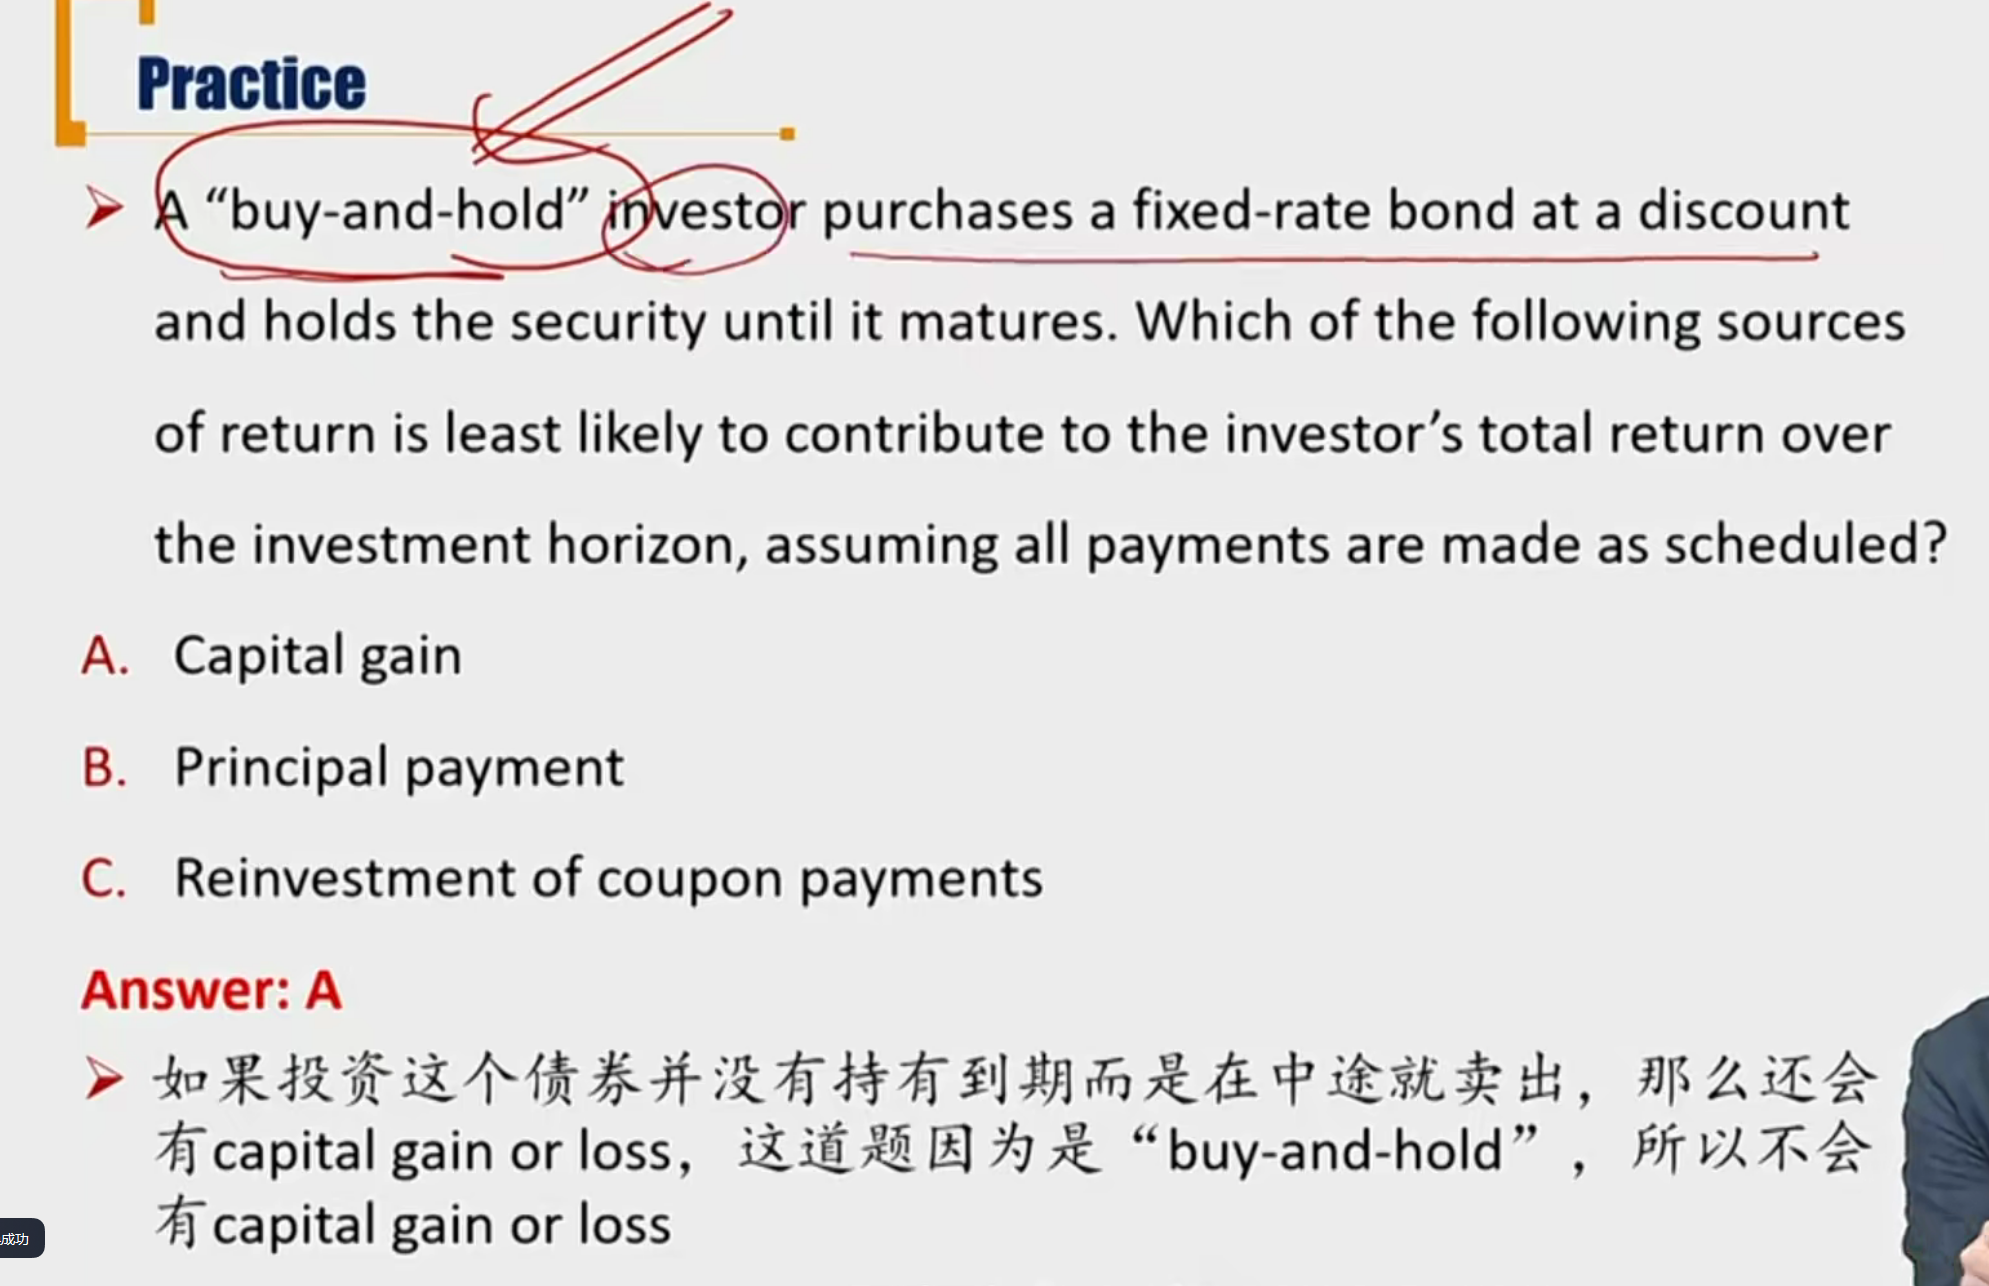 Practice
A “buy-and-hold” investor purchases a fixed-rate bond at a discount
and holds the security until it matures. Which of the following sources
of return is least likely to contribute to the investor’s total return over
the investment horizon, assuming all payments are made as scheduled?
A. Capital gain
B. Principal payment
C. Reinvestment of coupon payments
Answer: A
如果投资这个债券并没有持有到期而是在中途就卖出，那么还会
有capital gain or loss，这道题因为是“buy-and-hold”，所以不会
有capital gain or loss
成功